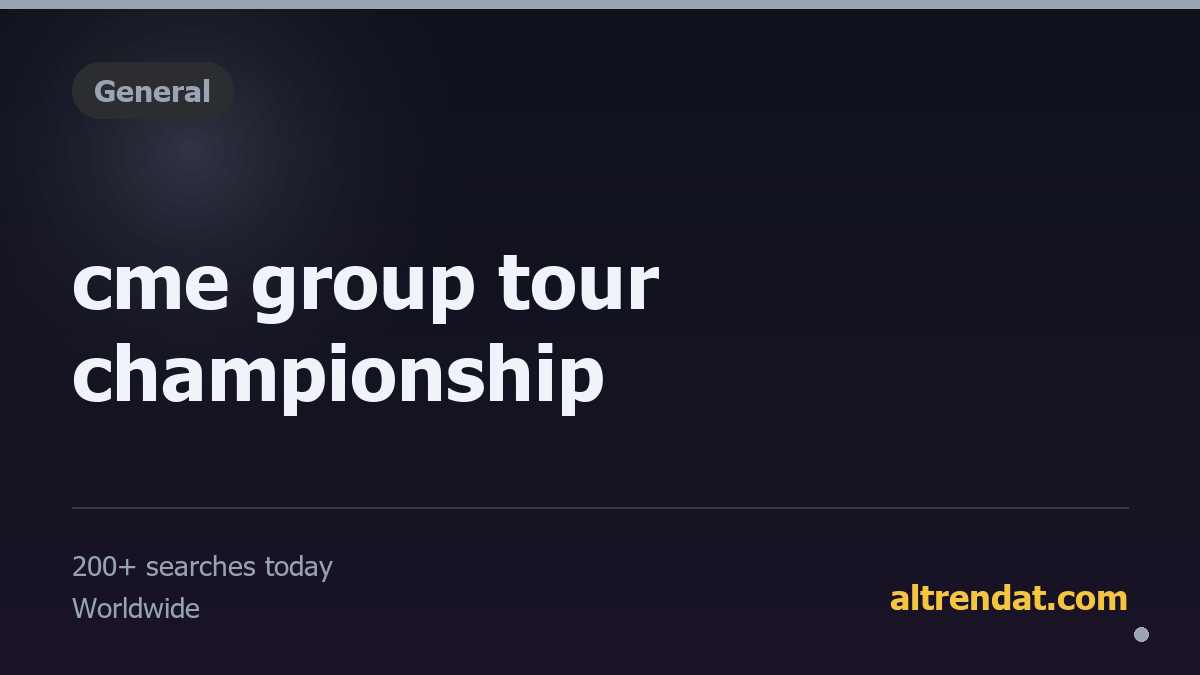 General
cme group tour
championship
200+ searches today
Worldwide
altrendat.com